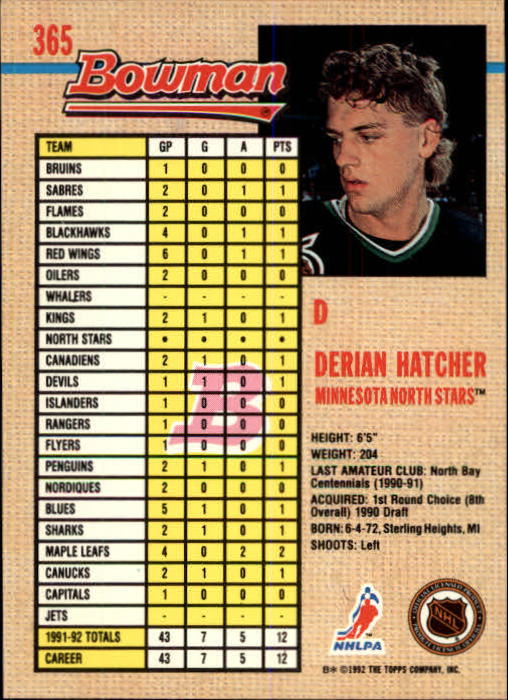 365
Bowman
TEAM GP G A PTS
BRUINS 1 0 0 0
SABRES 2 0 1 1
FLAMES 2 0 0 0
BLACKHAWKS 4 0 1 1
RED WINGS 6 0 1 1
OILERS 2 0 0 0
WHALERS - - - -
KINGS 2 1 0 1
NORTH STARS • • • •
CANADIENS 2 1 0 1
DEVILS 1 1 0 1
ISLANDERS 1 0 0 0
RANGERS 1 0 0 0
FLYERS 1 0 0 0
PENGUINS 2 1 0 1
NORDIQUES 2 0 0 0
BLUES 5 1 0 1
SHARKS 2 1 0 1
MAPLE LEAFS 4 0 2 2
CANUCKS 2 1 0 1
CAPITALS 1 0 0 0
JETS - - - -
1991-92 TOTALS 43 7 5 12
CAREER 43 7 5 12
B
D
DERIAN HATCHER
MINNESOTA NORTH STARS™
HEIGHT: 6'5"
WEIGHT: 204
LAST AMATEUR CLUB: North Bay
Centennials (1990-91)
ACQUIRED: 1st Round Choice (8th
Overall) 1990 Draft
BORN: 6-4-72, Sterling Heights, MI
SHOOTS: Left
NHLPA
NHL
B* ©1992 THE TOPPS COMPANY, INC.